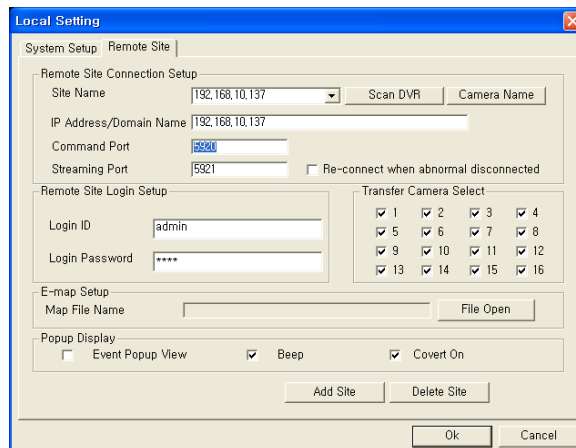 Local Setting
System Setup Remote Site
Remote Site Connection Setup
Site Name 192,168,10,137 Scan DVR Camera Name
IP Address/Domain Name 192,168,10,137
Command Port 5920
Streaming Port 5921 Re-connect when abnormal disconnected
Remote Site Login Setup Transfer Camera Select
1 2 3 4
Login ID admin
5 6 7 8
9 10 11 12
Login Password ****
13 14 15 16
E-map Setup
Map File Name File Open
Popup Display
Event Popup View Beep Covert On
Add Site Delete Site
Ok Cancel